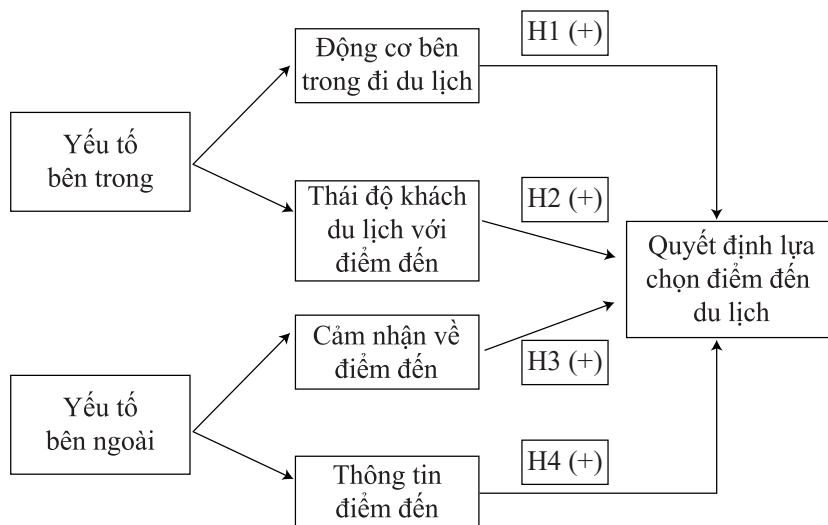 Yếu tố
bên trong
Động cơ bên
trong đi du lịch
H1 (+)
Thái độ khách
du lịch với
điểm đến
H2 (+)
Quyết định lựa
chọn điểm đến
du lịch
Yếu tố
bên ngoài
Cảm nhận về
điểm đến
H3 (+)
Thông tin
điểm đến
H4 (+)